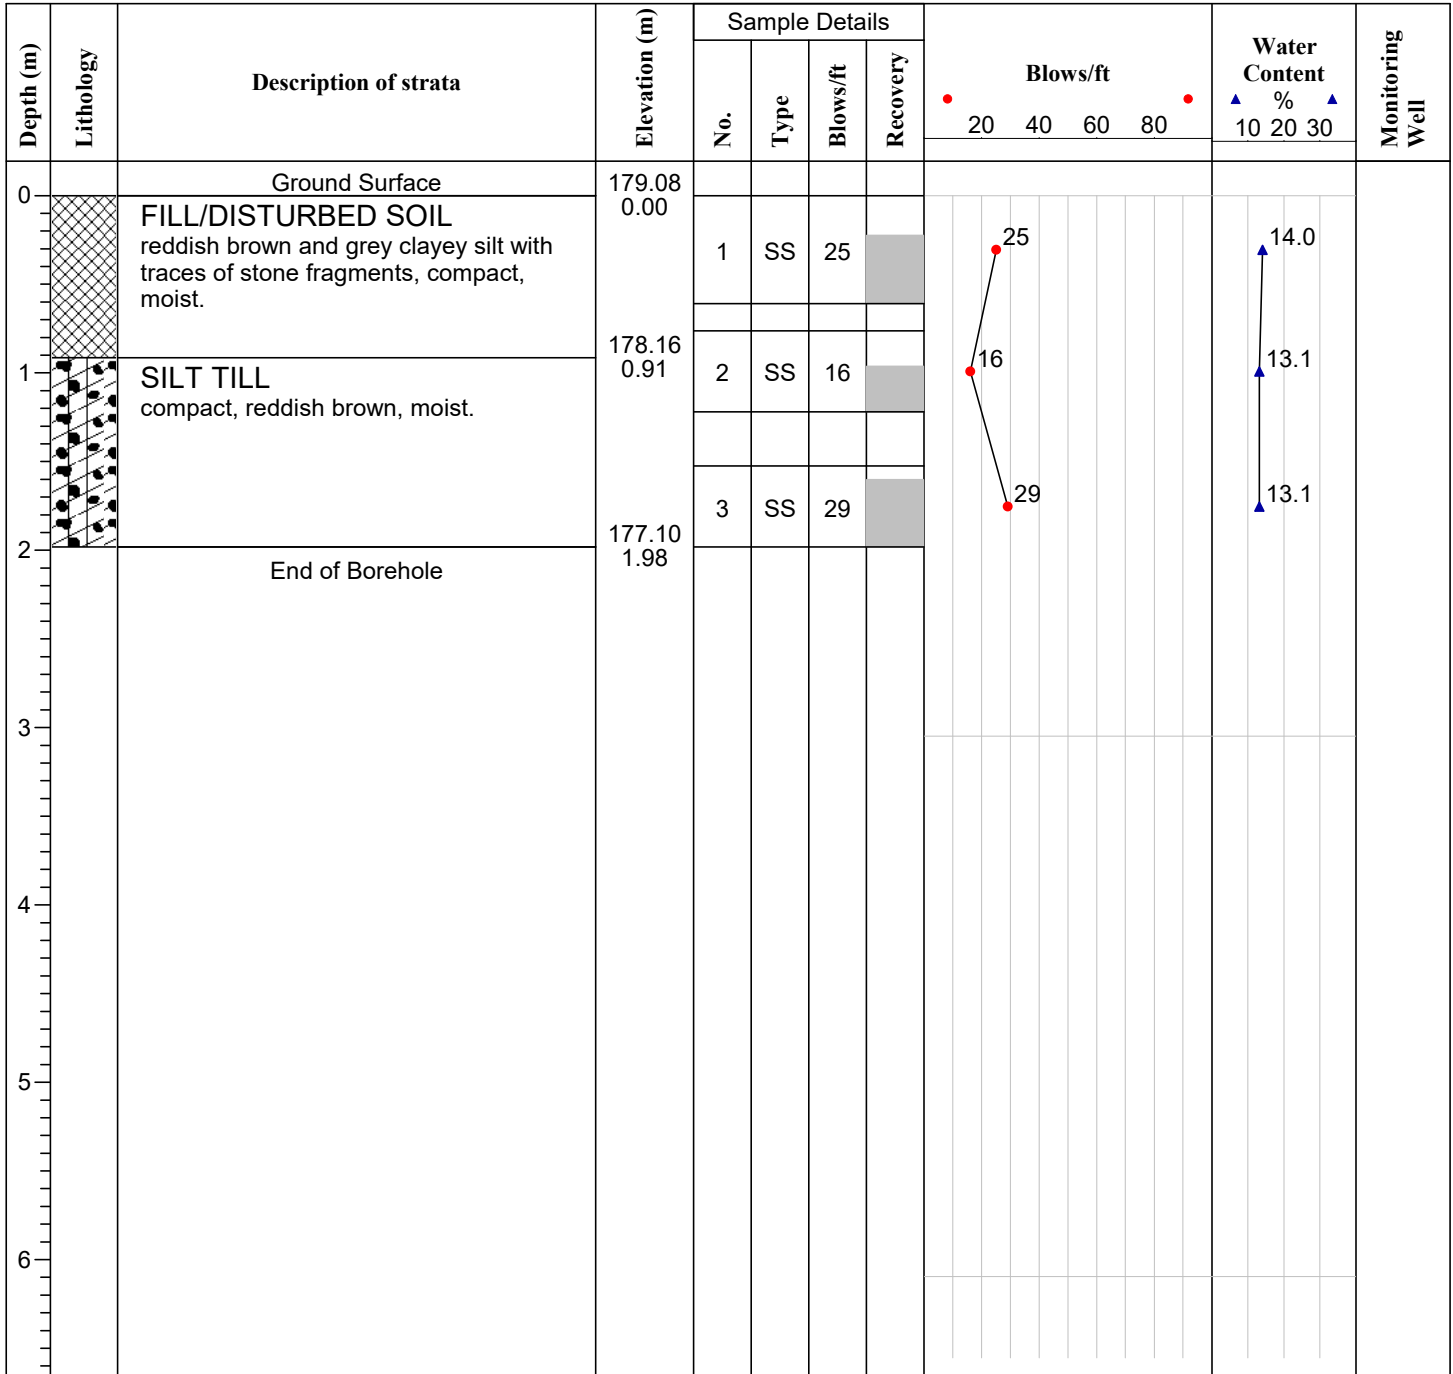 Depth (m)
Lithology
Description of strata
Elevation (m)
Sample Details
No.
Type
Blows/ft
Recovery
Blows/ft
20 40 60 80
Water
Content
%
10 20 30
Monitoring
Well
Ground Surface
179.08
0
0.00
FILL/DISTURBED SOIL
reddish brown and grey clayey silt with
traces of stone fragments, compact,
moist.
1 SS 25
25
14.0
178.16
0.91
1
SILT TILL
compact, reddish brown, moist.
2 SS 16
16
13.1
3 SS 29
29
13.1
177.10
1.98
2
End of Borehole
3
4
5
6